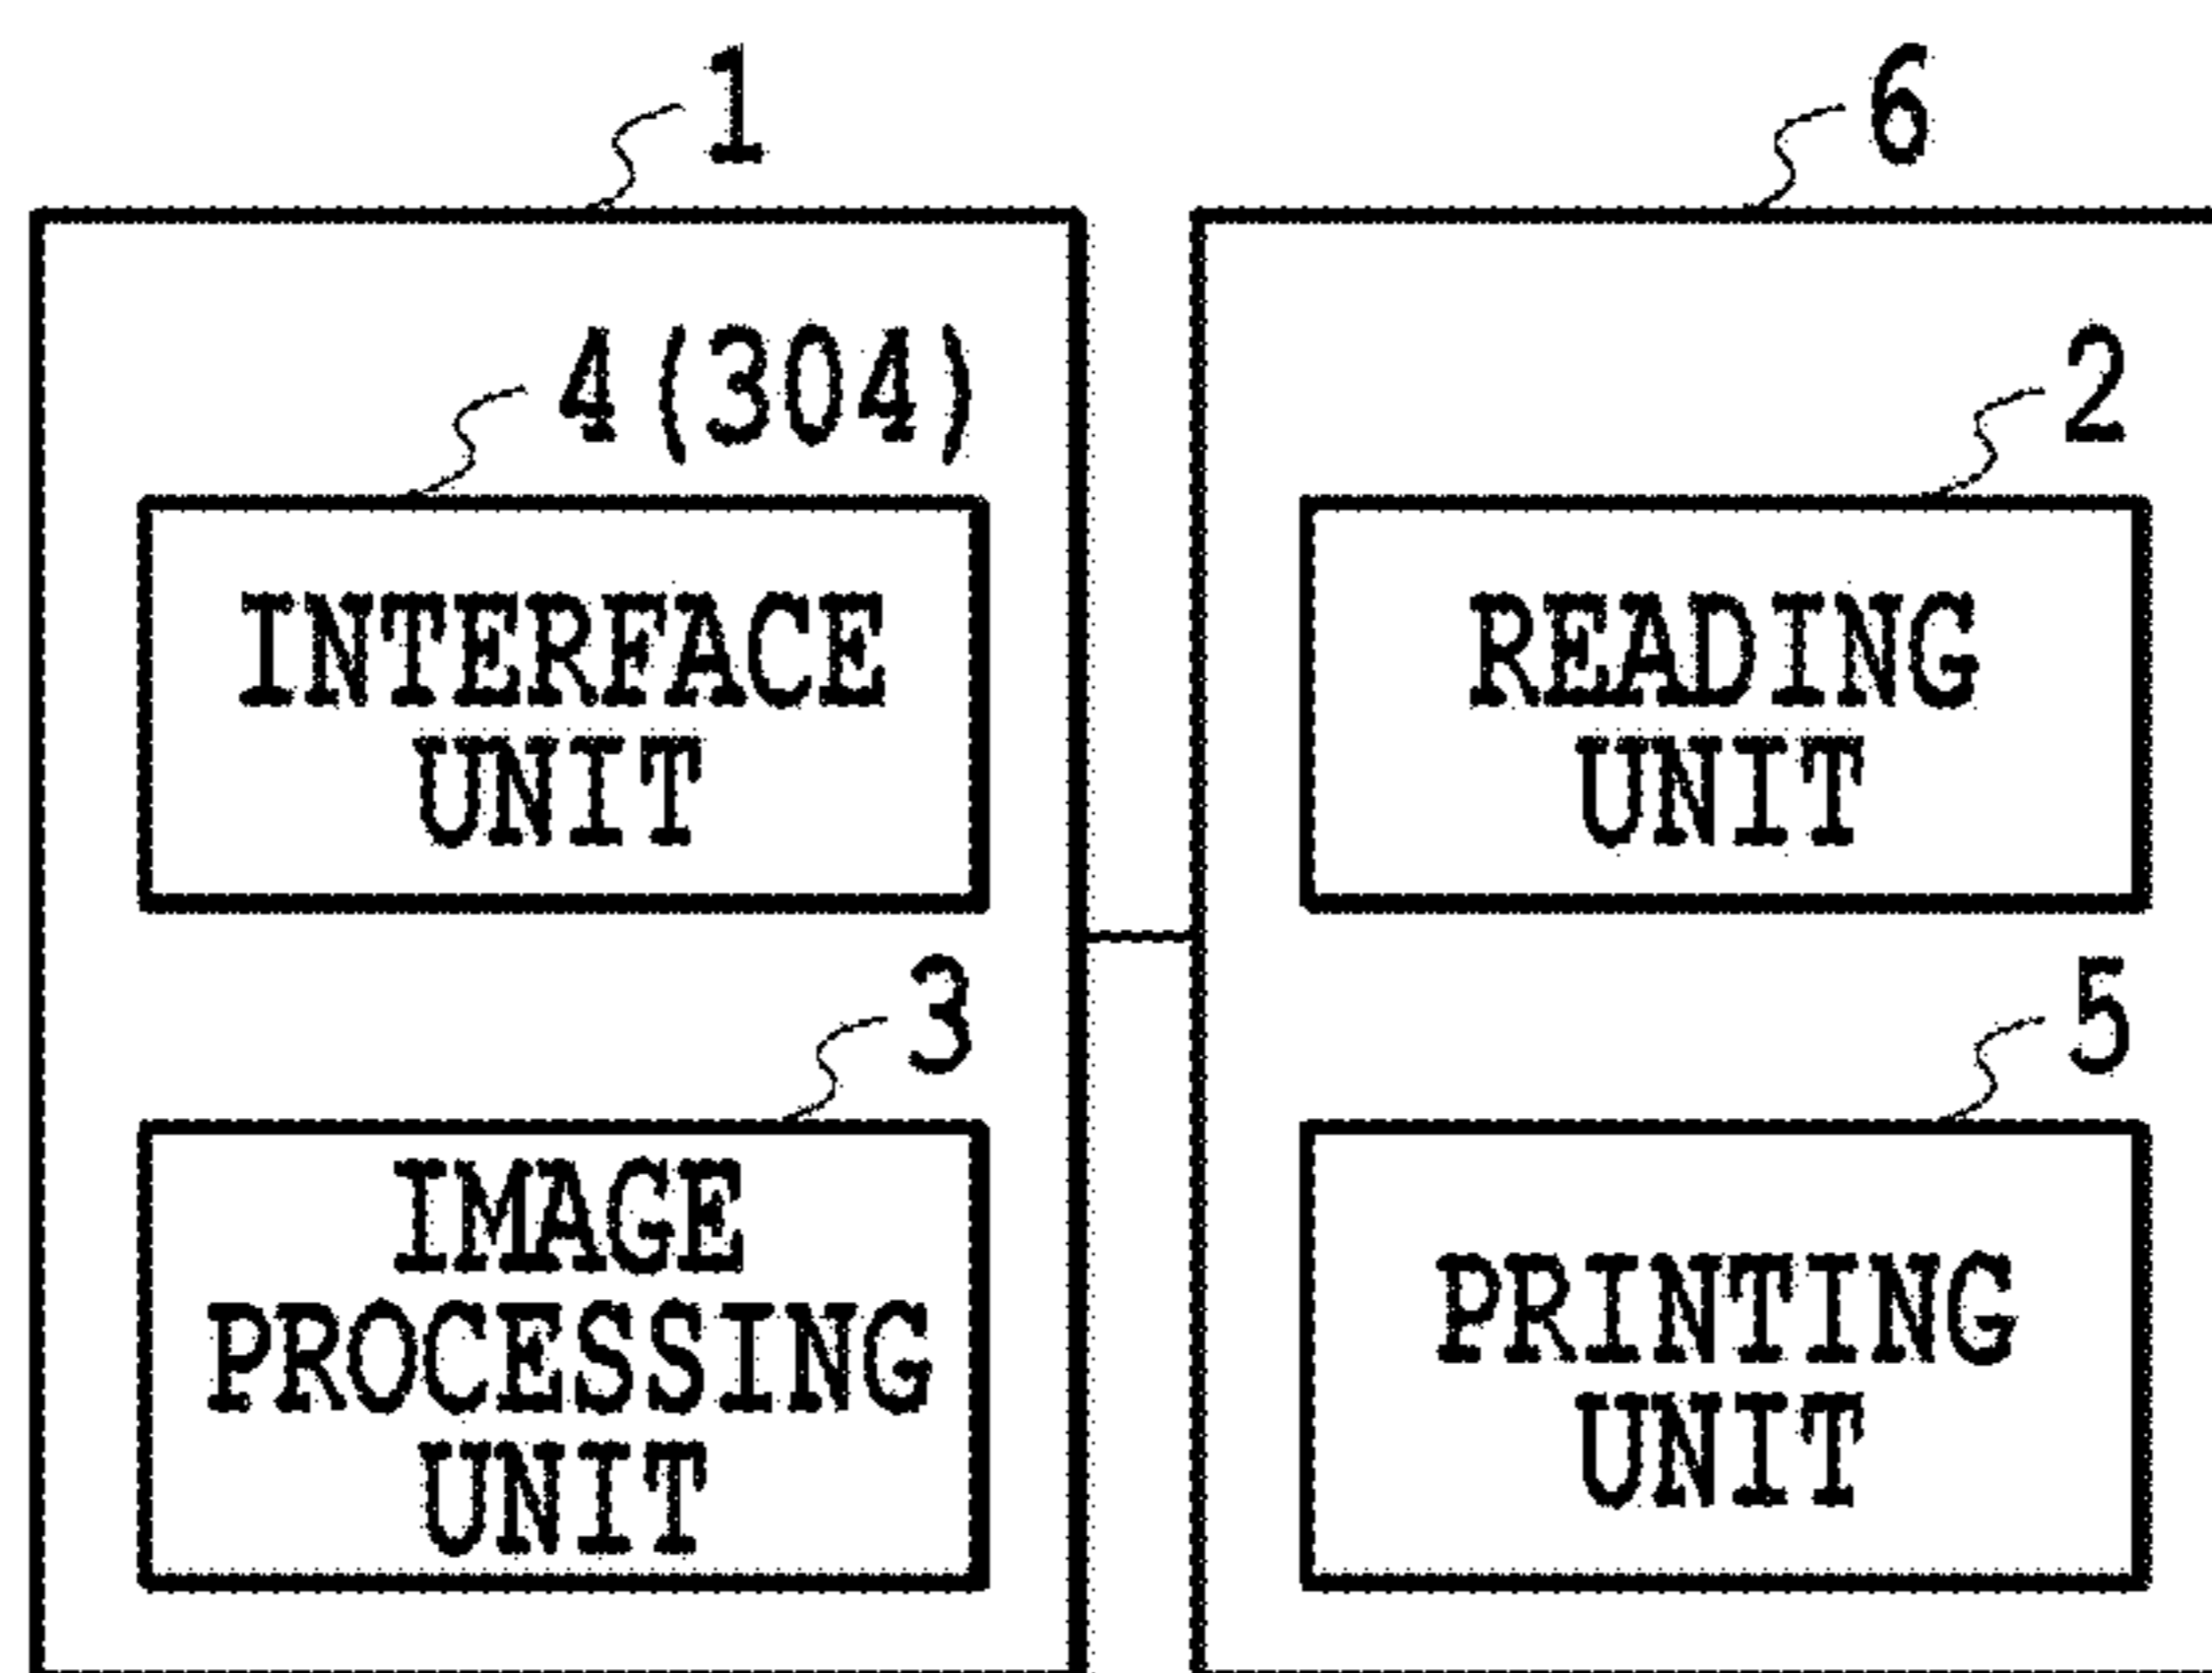 1
6
4(304)
2
INTERFACE
UNIT
READING
UNIT
3
5
IMAGE
PROCESSING
UNIT
PRINTING
UNIT